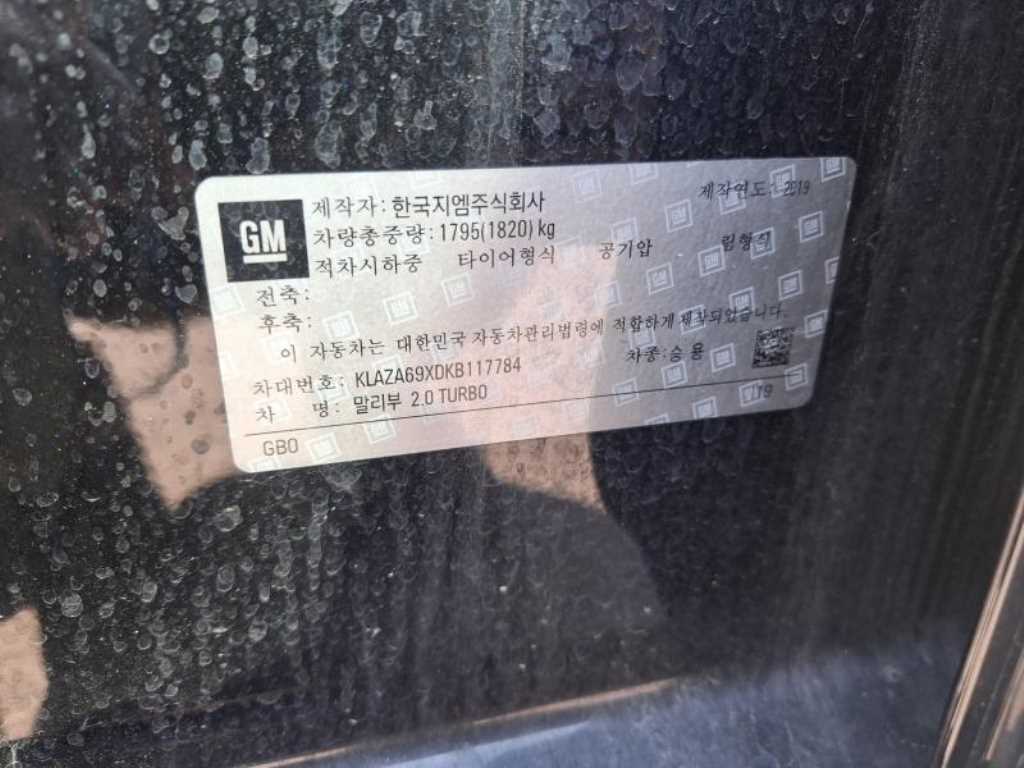 GM
제작자: 한국지엠주식회사 제작연도: 2019
차량총중량: 1795(1820) kg
적차시하중 타이어형식 공기압 림형식
전축:
후축:
이 자동차는 대한민국 자동차관리법령에 적합하게 제작되었습니다.
차대번호: KLAZA69XDKB117784 차종:승 용
차 명: 말리부 2.0 TURBO
GB0